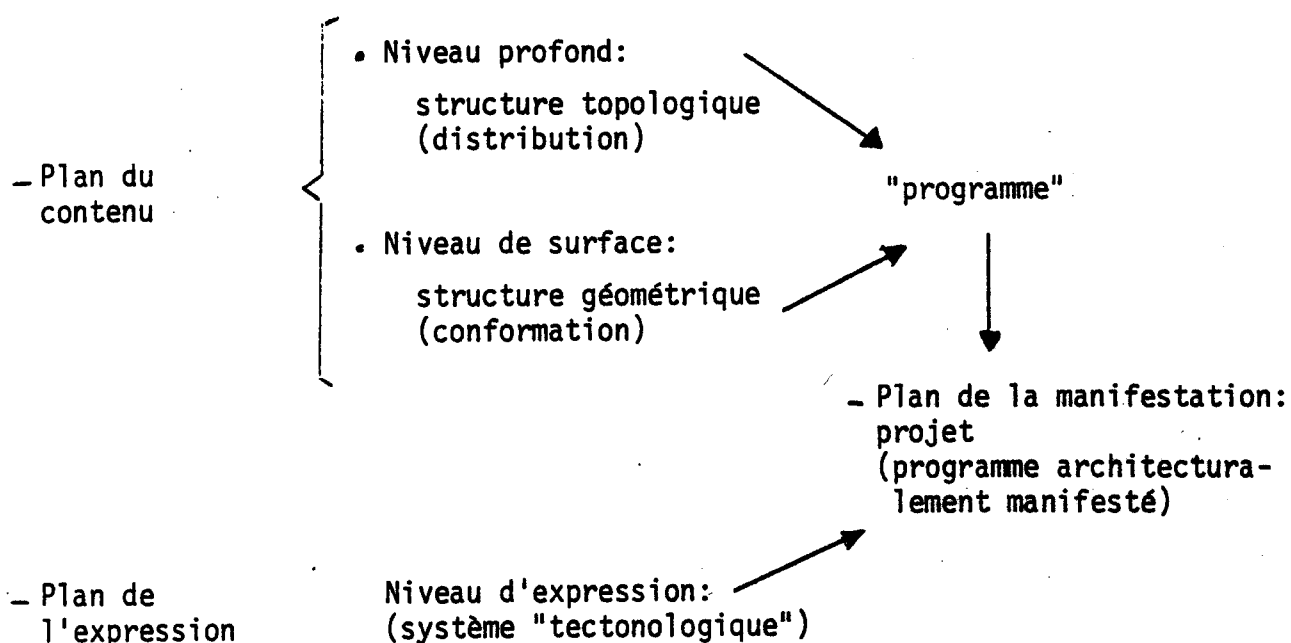 • Niveau profond:
structure topologique
(distribution)
– Plan du
contenu
"programme"
• Niveau de surface:
structure géométrique
(conformation)
– Plan de la manifestation:
projet
(programme architectura-
lement manifesté)
– Plan de
l'expression
Niveau d'expression:
(système "tectonologique")